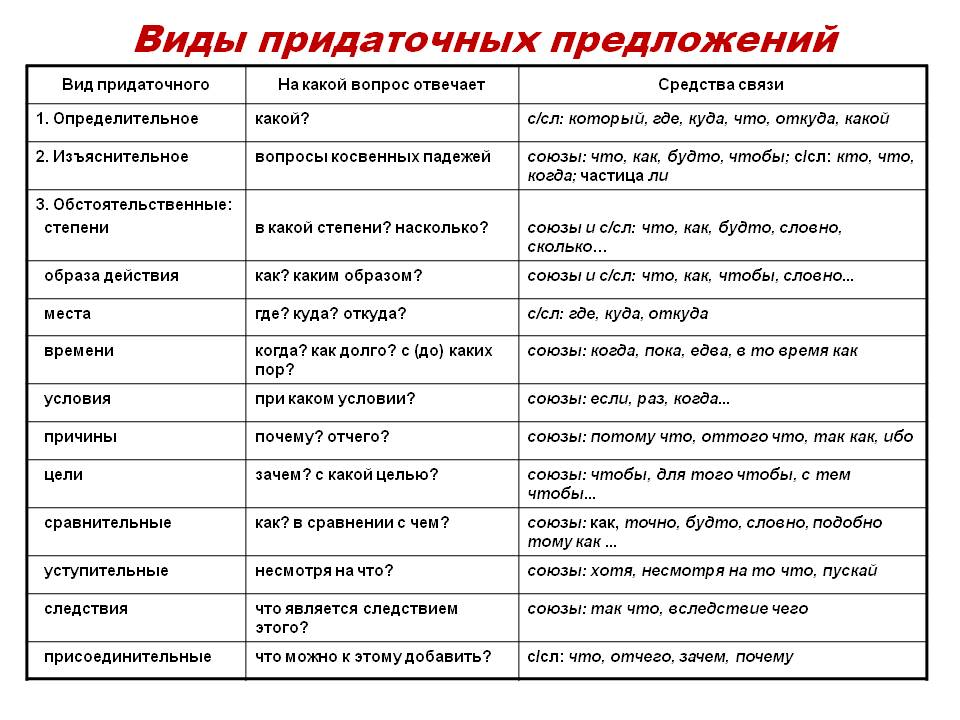 Виды придаточных предложений
Вид придаточного
На какой вопрос отвечает
Средства связи
1. Определительное
какой?
с/сл: который, где, куда, что, откуда, какой
2. Изъяснительное
вопросы косвенных падежей
союзы: что, как, будто, чтобы; с/сл: кто, что,
когда; частица ли
3. Обстоятельственные:
степени
в какой степени? насколько?
союзы и с/сл: что, как, будто, словно,
сколько…
образа действия
как? каким образом?
союзы и с/сл: что, как, чтобы, словно...
места
где? куда? откуда?
с/сл: где, куда, откуда
времени
когда? как долго? с (до) каких
пор?
союзы: когда, пока, едва, в то время как
условия
при каком условии?
союзы: если, раз, когда...
причины
почему? отчего?
союзы: потому что, оттого что, так как, ибо
цели
зачем? с какой целью?
союзы: чтобы, для того чтобы, с тем
чтобы...
сравнительные
как? в сравнении с чем?
союзы: как, точно, будто, словно, подобно
тому как ...
уступительные
несмотря на что?
союзы: хотя, несмотря на то что, пускай
следствия
что является следствием
этого?
союзы: так что, вследствие чего
присоединительные
что можно к этому добавить?
с/сл: что, отчего, зачем, почему